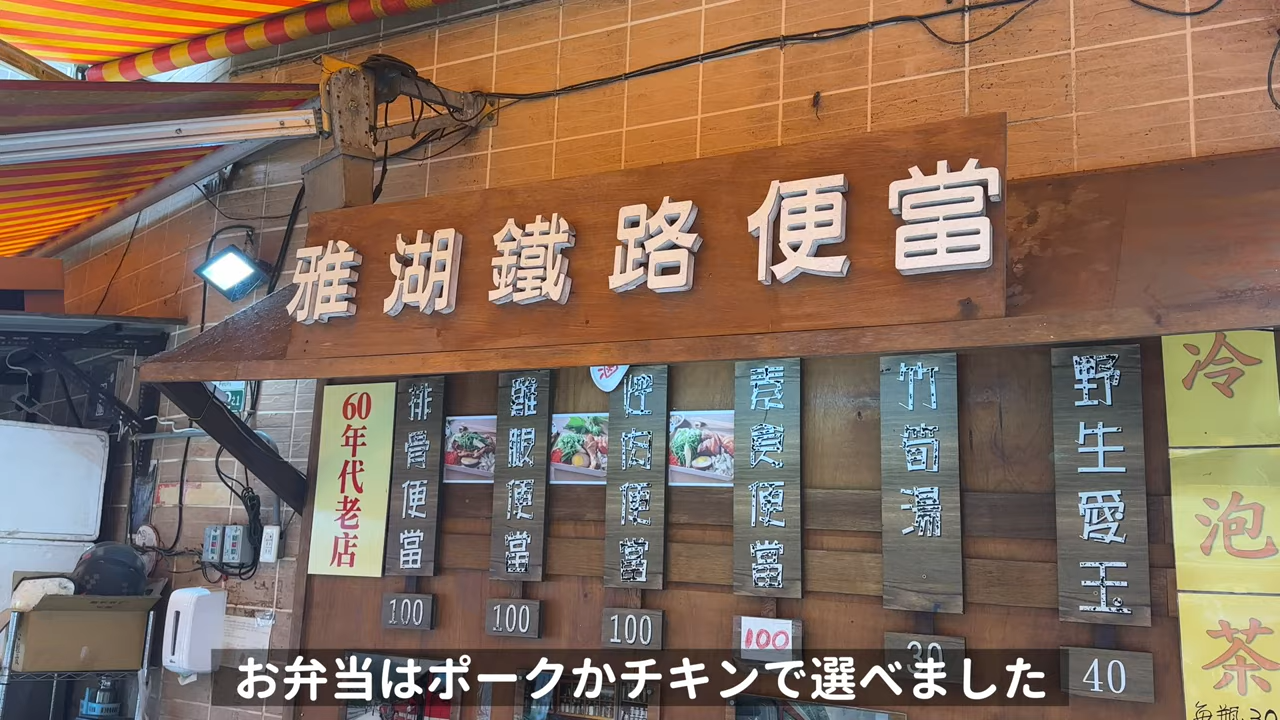 雅湖鐵路便當
60年代老店
排骨便當
100
雞腿便當
100
控肉便當
100
素食便當
100
竹筍湯
30
野生愛玉
40
冷
泡
茶
お弁当はポークかチキンで選べました